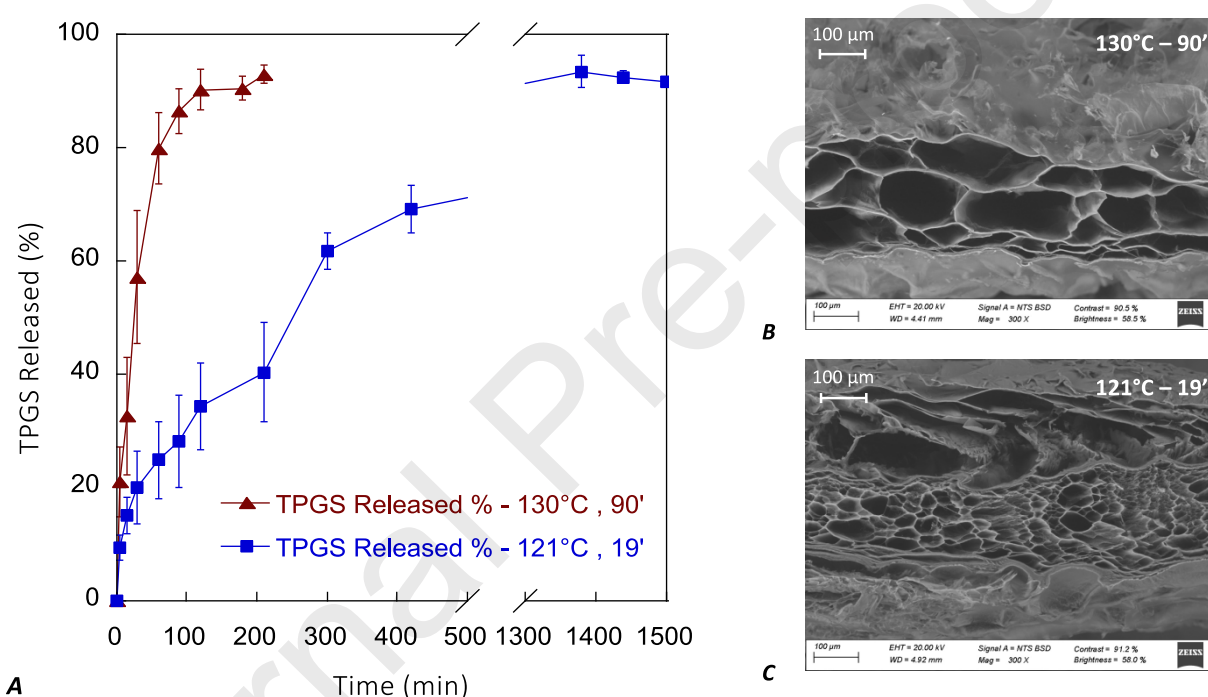 100
80
60
40
20
0
TPGS Released (%)
TPGS Released % - 130°C , 90'
TPGS Released % - 121°C , 19'
0 100 200 300 400 500 1300 1400 1500
Time (min)
A
100 µm
130°C – 90'
100 µm
EHT = 20.00 kV
Signal A = NTS BSD
Contrast = 90.5 %
WD = 4.41 mm
Mag = 300 X
Brightness = 58.5 %
ZEISS
B
100 µm
121°C – 19'
100 µm
EHT = 20.00 kV
Signal A = NTS BSD
Contrast = 91.2 %
WD = 4.92 mm
Mag = 300 X
Brightness = 58.0 %
ZEISS
C